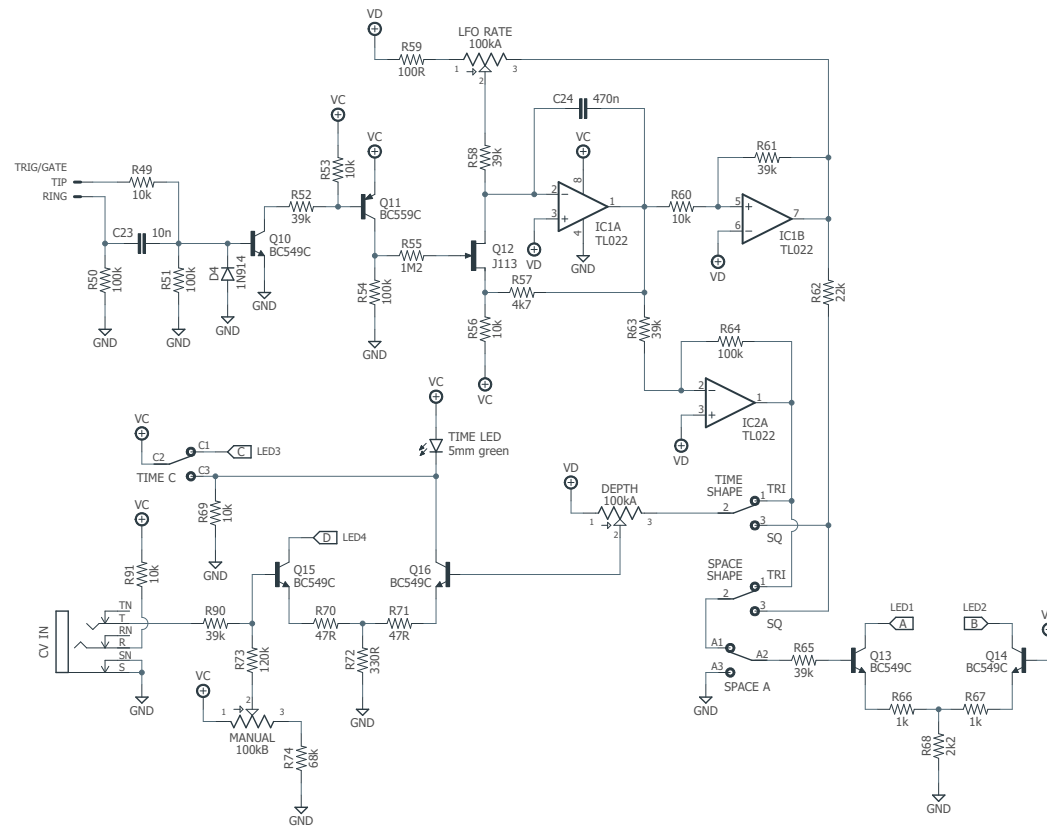 VD
R59
100R
1
LFO RATE
100kA
3
2
C24 470n
VC
TRIG/GATE
TIP
RING
R49
10k
C23 10n
R50
100k
GND
R51
100k
GND
D4
1N914
GND
Q10
BC549C
GND
R52
39k
VC
R53
10k
VC
Q11
BC559C
R54
100k
GND
R55
1M2
Q12
J113
R58
39k
R57
4k7
R56
10k
VC
2
3
VD
8
4
GND
1
IC1A
TL022
R60
10k
R61
39k
5
6
7
VD
IC1B
TL022
R62
22k
R63
39k
R64
100k
2
3
1
VD
IC2A
TL022
VC
C2
C1
C3
TIME C
C LED3
R69
10k
GND
VC
TIME LED
5mm green
VC
R91
10k
D LED4
Q15
BC549C
Q16
BC549C
VD
DEPTH
100kA
1
3
2
TIME
SHAPE
TRI
1
2
3
SQ
SPACE
SHAPE
TRI
1
2
3
SQ
CV IN
TN
T
RN
R
SN
S
GND
R90
39k
R73
120k
R70
47R
R71
47R
R72
330R
GND
VC
1
2
3
MANUAL
100kB
R74
68k
GND
A1
A2
A3
GND
SPACE A
R65
39k
LED1
A
LED2
B
Q13
BC549C
Q14
BC549C
R66
1k
R67
1k
R68
2k2
GND